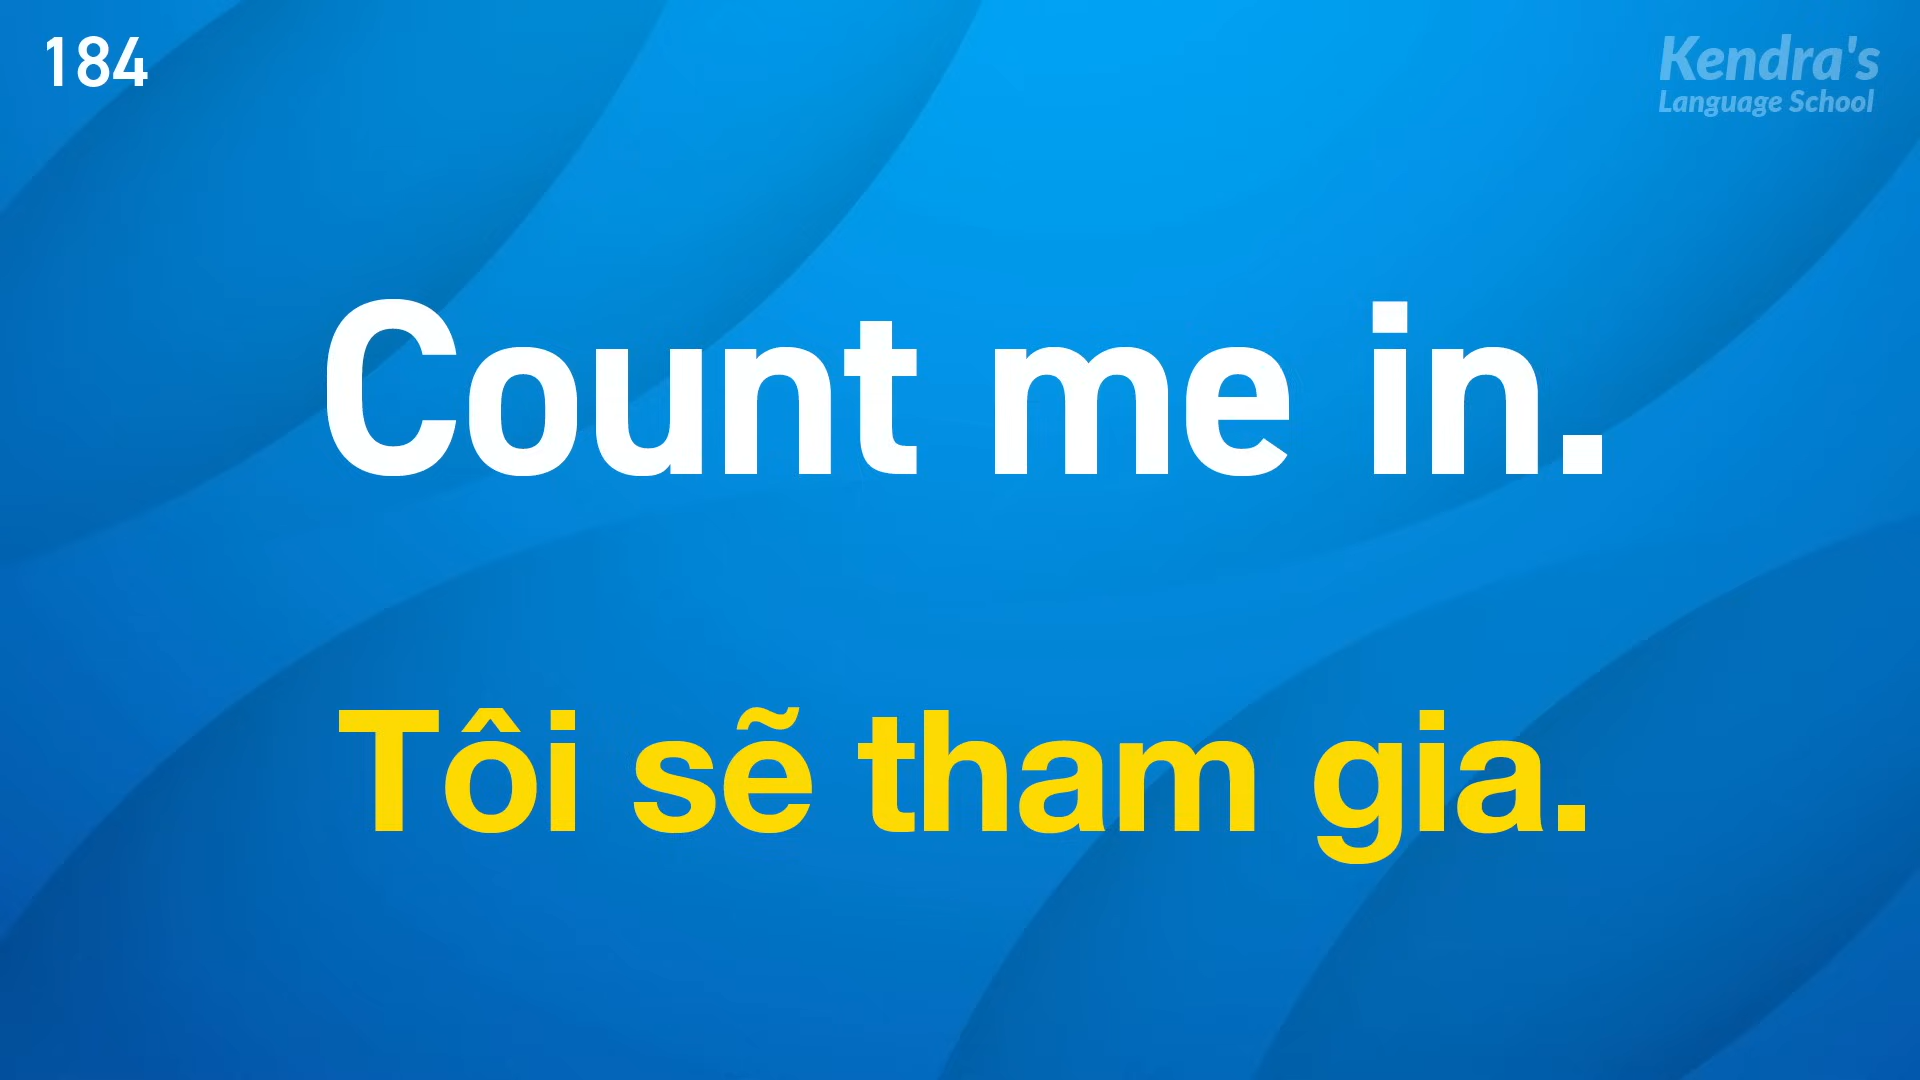 184
Kendra's
Language School
Count me in.
Tôi sẽ tham gia.